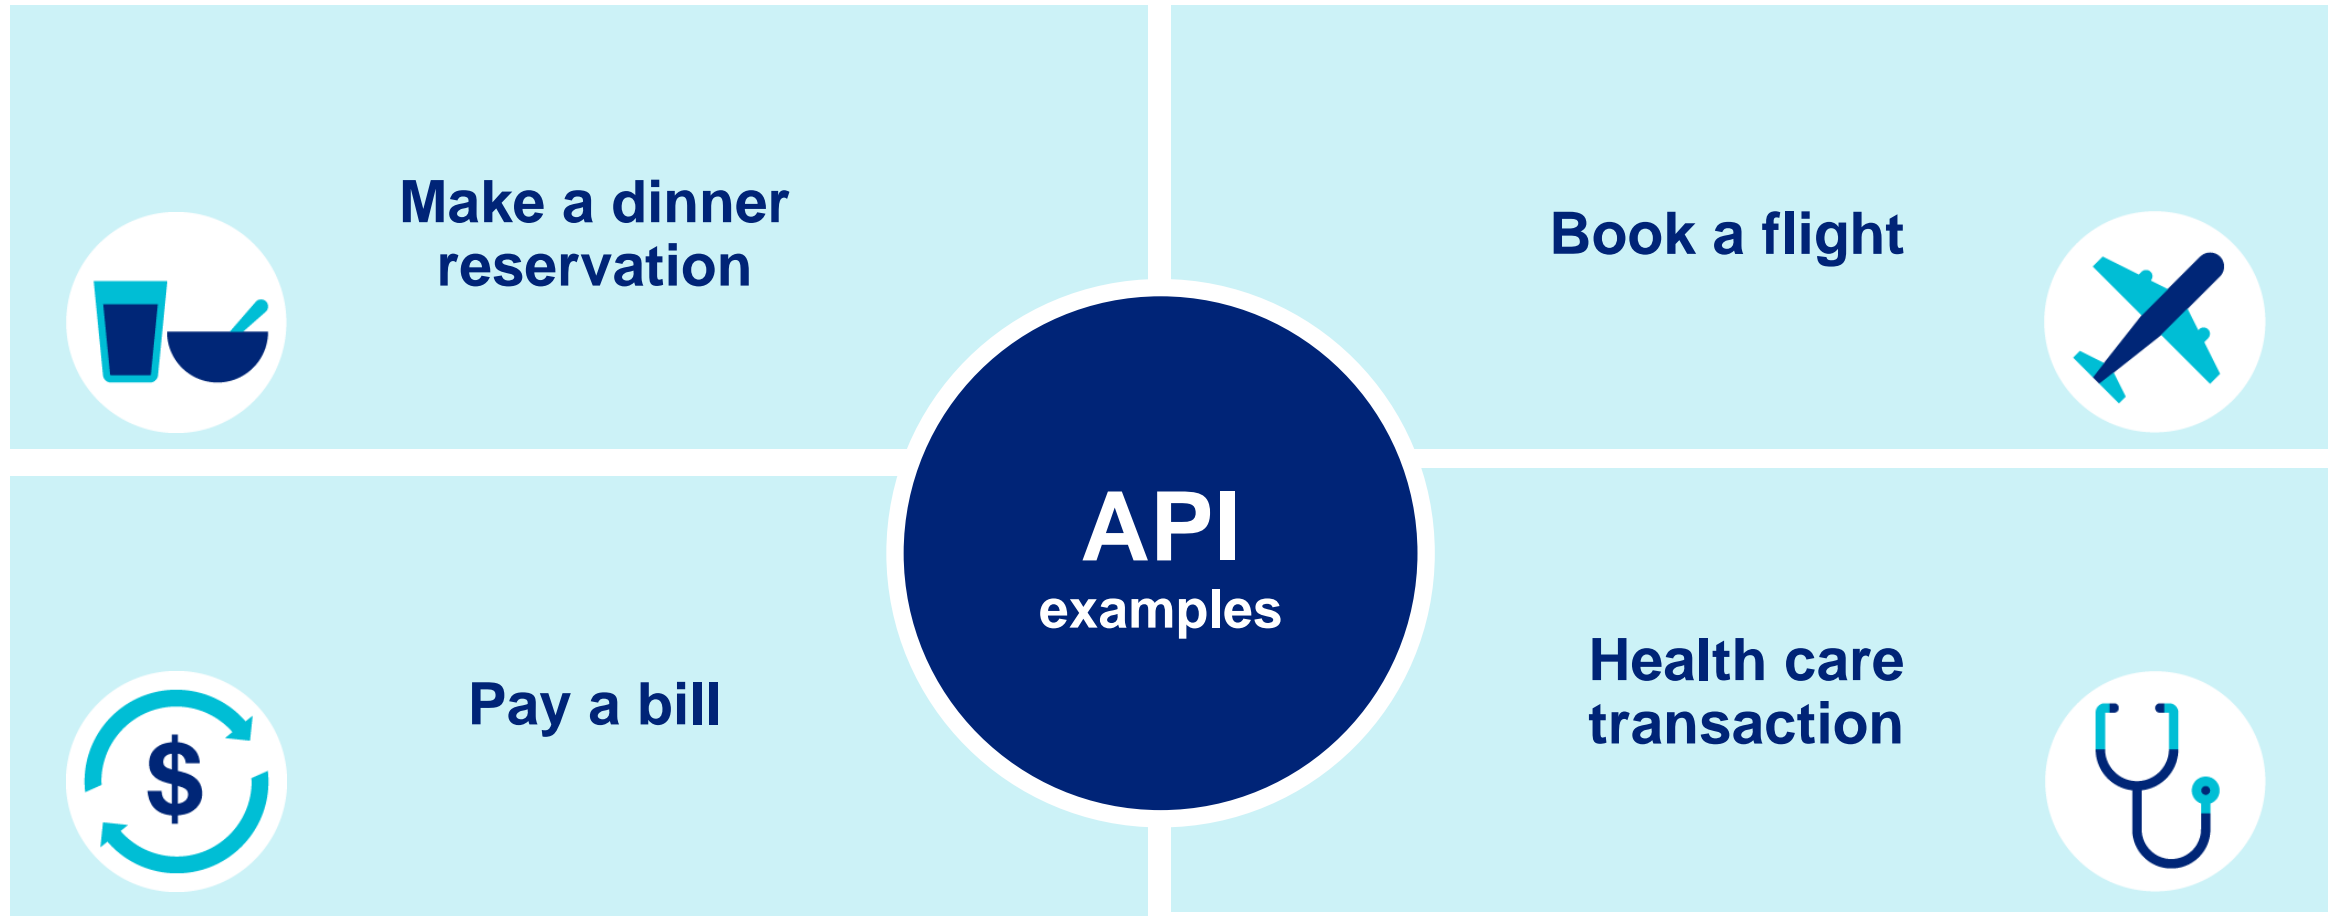 Make a dinner
reservation
Book a flight
API
examples
Pay a bill
$
Health care
transaction